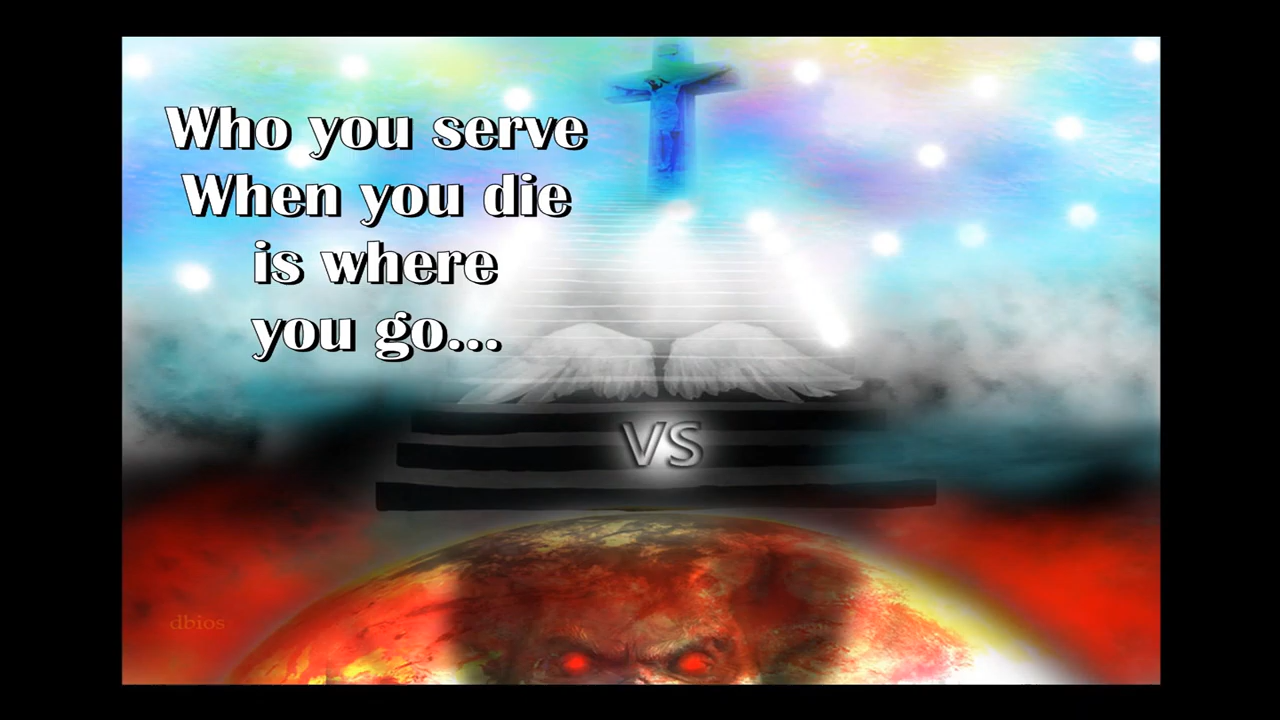 Who you serve
When you die
is where
you go...
VS
dbios